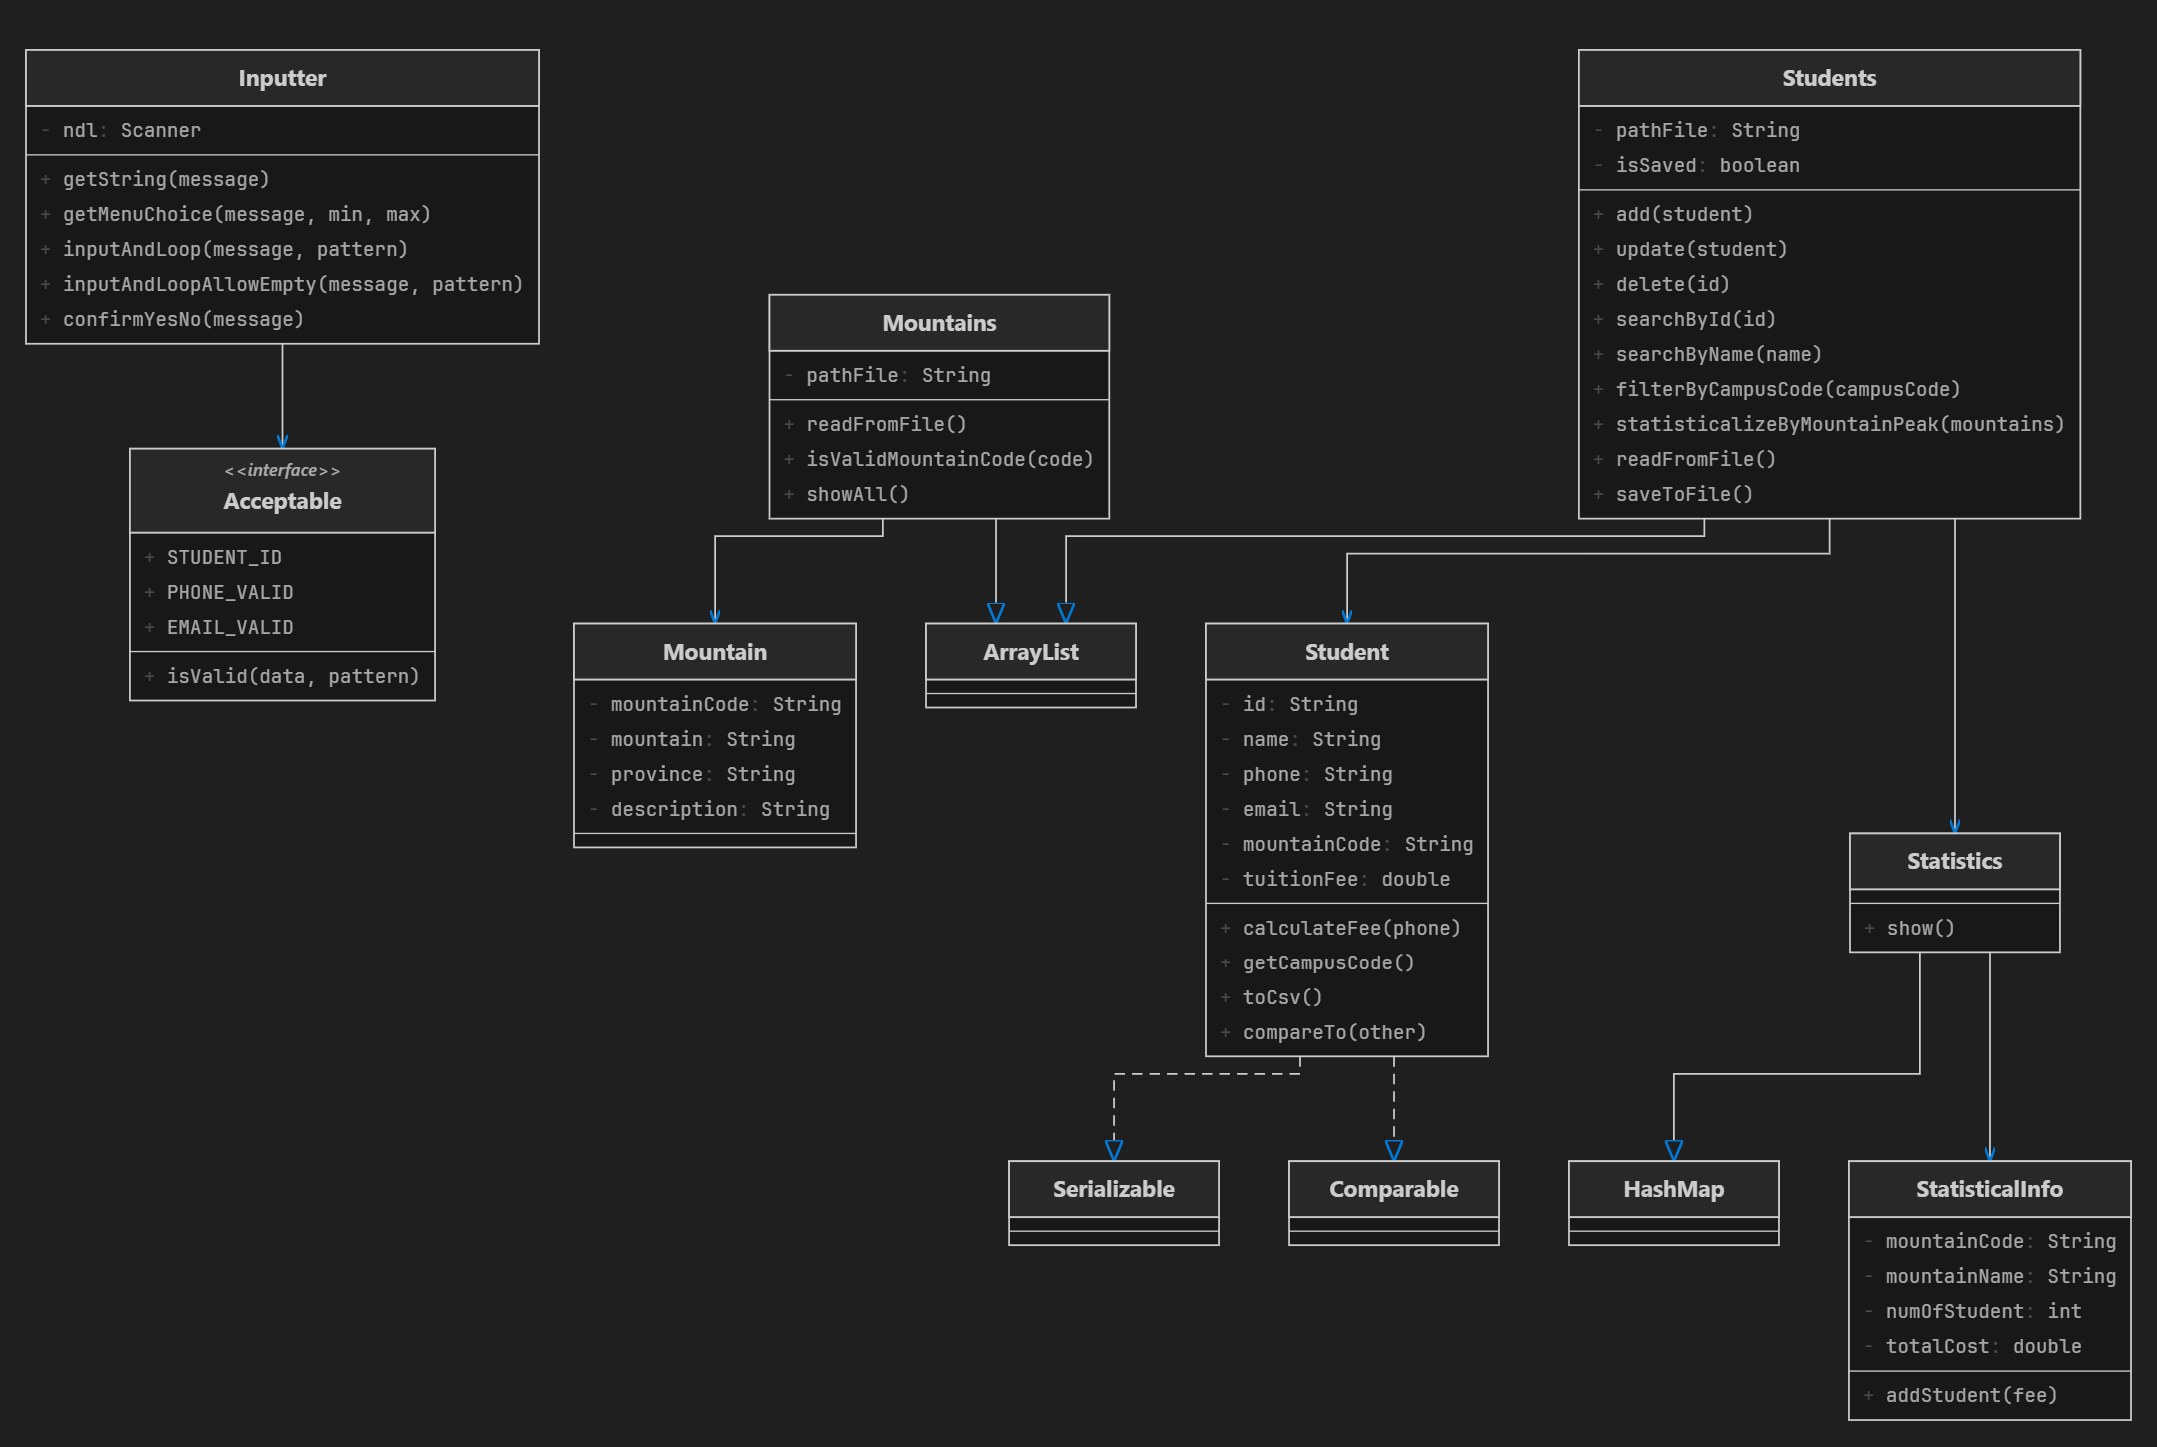 Inputter
- ndl: Scanner
+ getString(message)
+ getMenuChoice(message, min, max)
+ inputAndLoop(message, pattern)
+ inputAndLoopAllowEmpty(message, pattern)
+ confirmYesNo(message)
<<interface>>
Acceptable
+ STUDENT_ID
+ PHONE_VALID
+ EMAIL_VALID
+ isValid(data, pattern)
Mountains
- pathFile: String
+ readFromFile()
+ isValidMountainCode(code)
+ showAll()
Students
- pathFile: String
- isSaved: boolean
+ add(student)
+ update(student)
+ delete(id)
+ searchById(id)
+ searchByName(name)
+ filterByCampusCode(campusCode)
+ statisticalizeByMountainPeak(mountains)
+ readFromFile()
+ saveToFile()
Mountain
- mountainCode: String
- mountain: String
- province: String
- description: String
ArrayList
Student
- id: String
- name: String
- phone: String
- email: String
- mountainCode: String
- tuitionFee: double
+ calculateFee(phone)
+ getCampusCode()
+ toCsv()
+ compareTo(other)
Statistics
+ show()
Serializable
Comparable
HashMap
StatisticalInfo
- mountainCode: String
- mountainName: String
- numOfStudent: int
- totalCost: double
+ addStudent(fee)